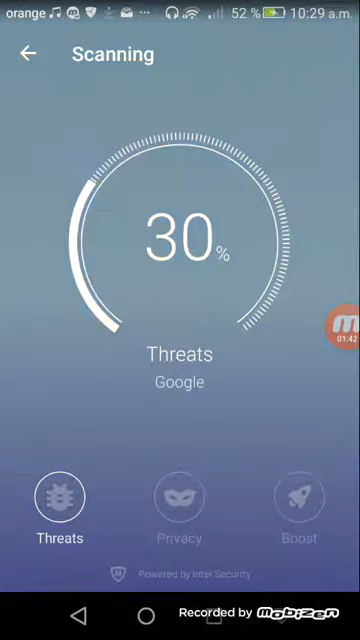 orange 52 % 10:29 a.m.
Scanning
30%
Threats
Google
01:42
Threats Privacy Boost
Powered by Intel Security
Recorded by mobizen